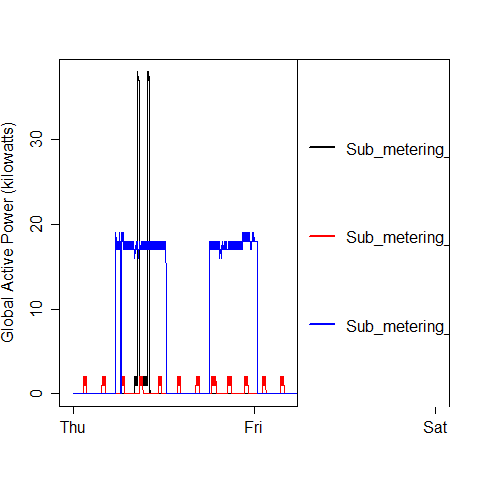 Global Active Power (kilowatts)
30
20
10
0
Sub_metering_
Sub_metering_
Sub_metering_
Thu Fri Sat